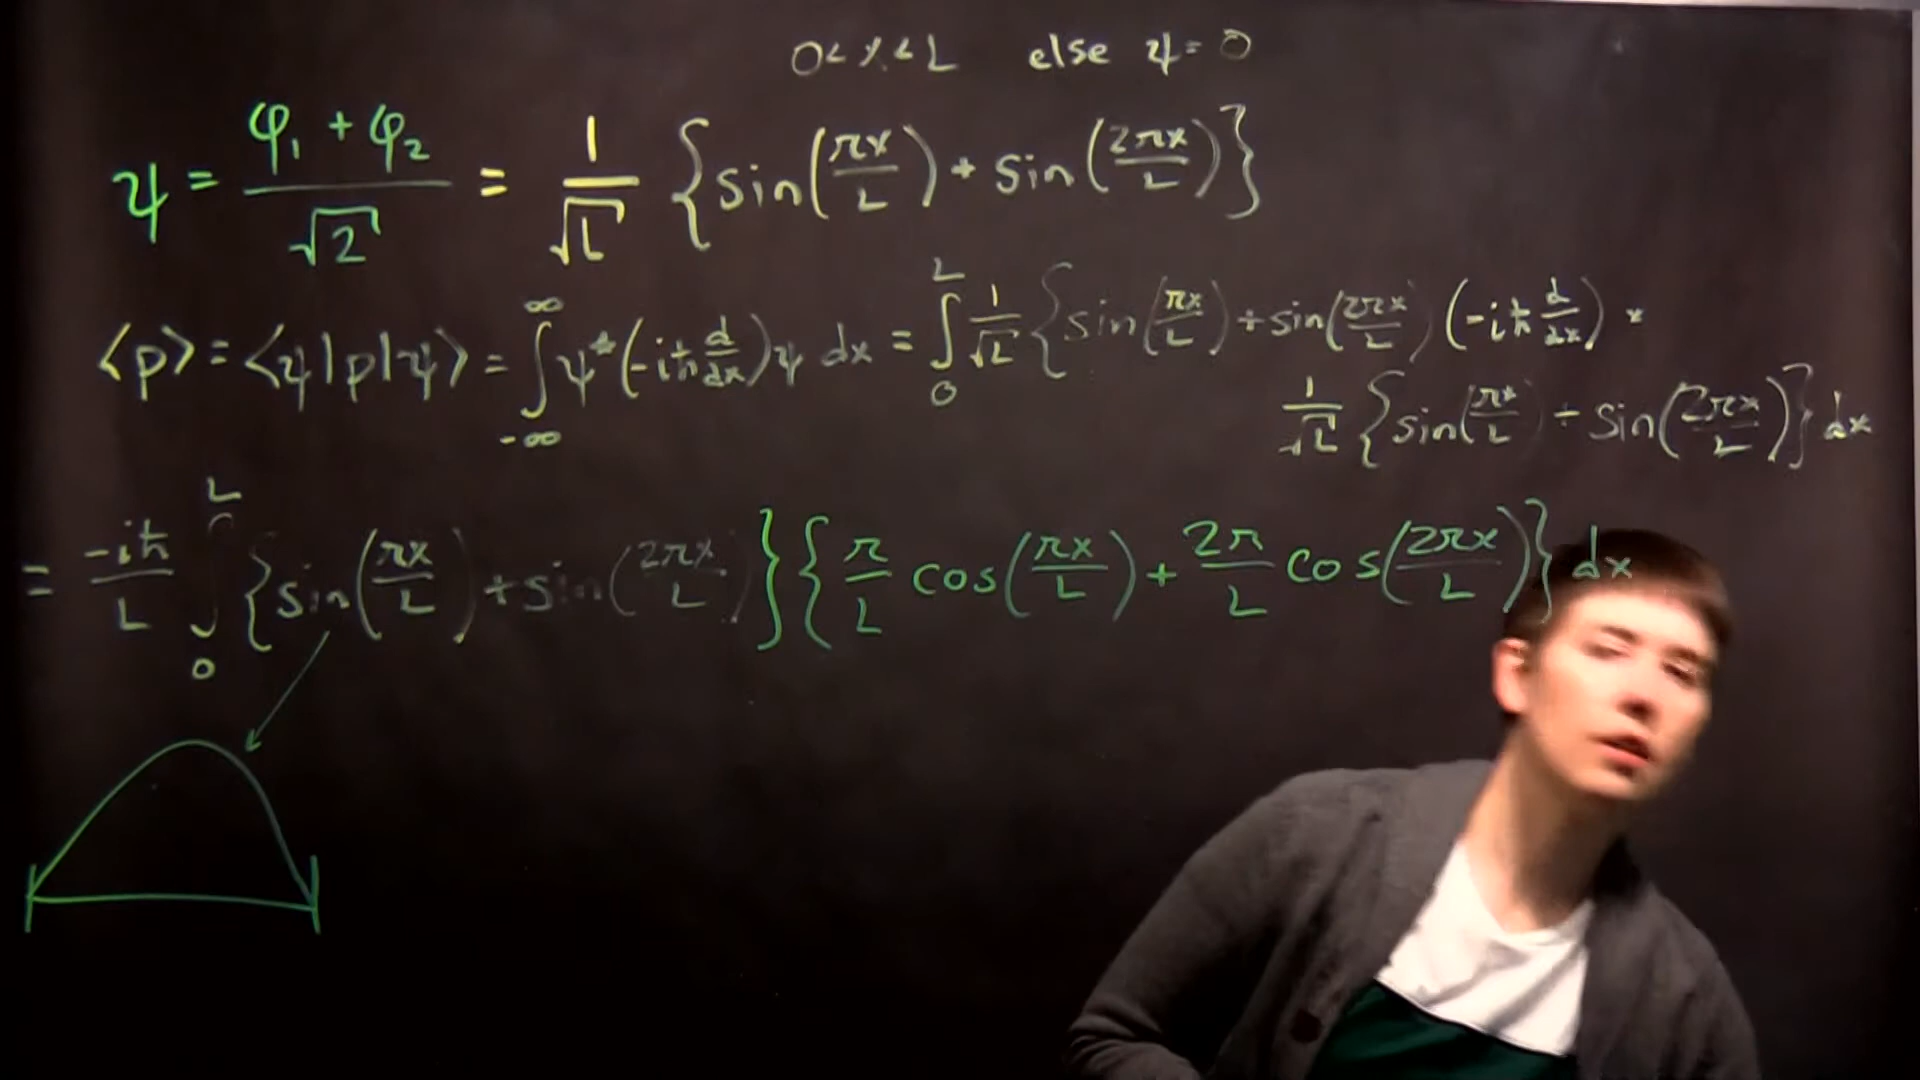 0 < x < L else ψ = 0
ψ = (φ₁ + φ₂)/√2 = 1/√L {sin(πx/L) + sin(2πx/L)}
<p> = <ψ|p|ψ> = ∫_{-∞}^{∞} ψ*(-iħ d/dx)ψ dx = ∫_0^L 1/√L {sin(πx/L) + sin(2πx/L) (-iħ d/dx) ×
1/√L {sin(πx/L) + sin(2πx/L)} dx
= -iħ/L ∫_0^L {sin(πx/L) + sin(2πx/L)}{π/L cos(πx/L) + 2π/L cos(2πx/L)} dx